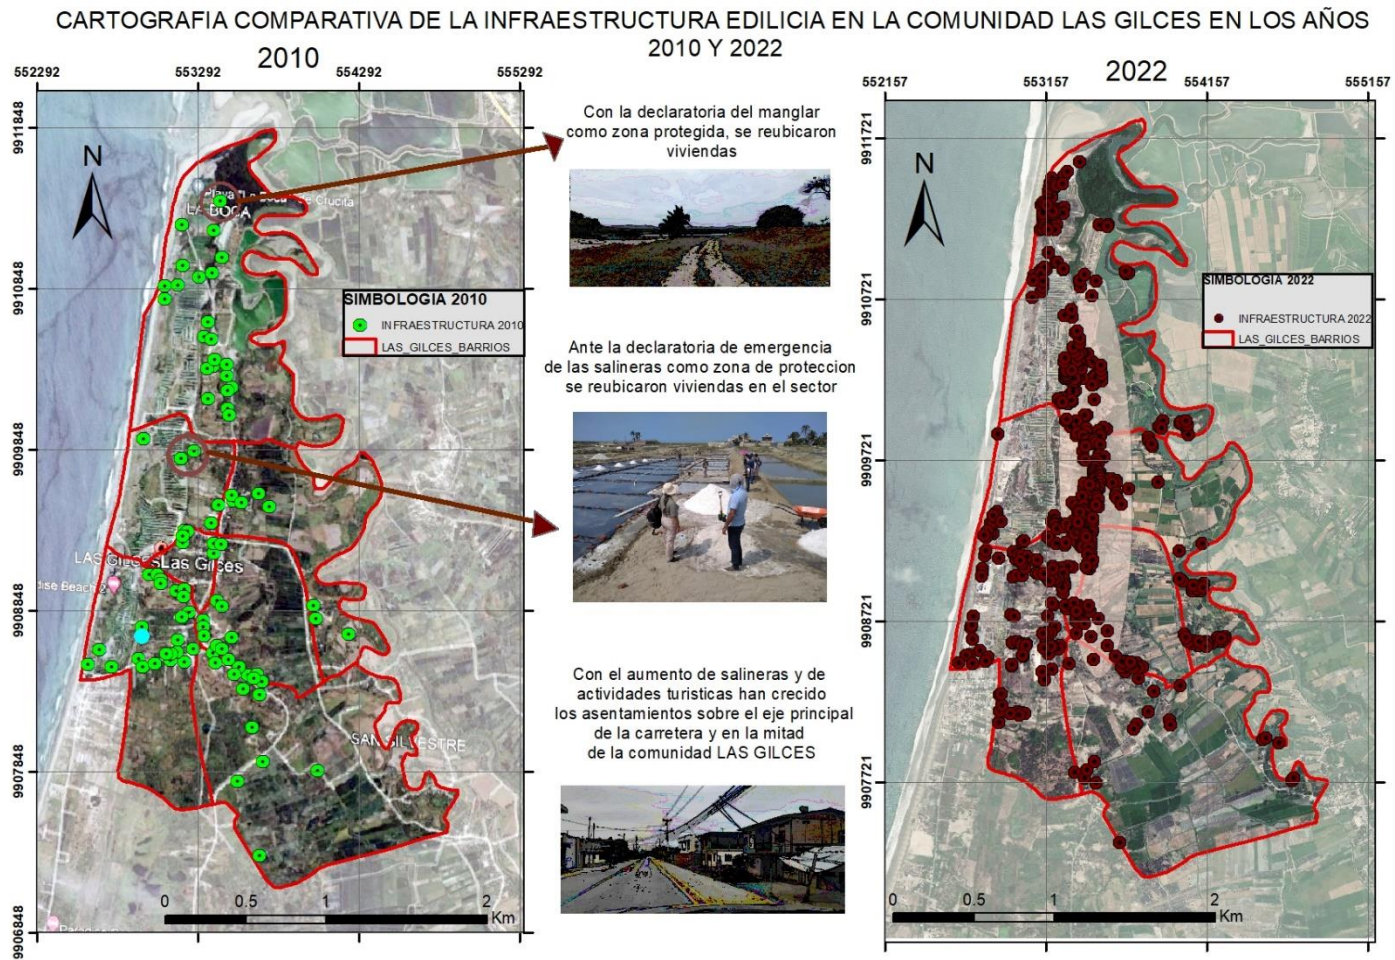 CARTOGRAFIA COMPARATIVA DE LA INFRAESTRUCTURA EDILICIA EN LA COMUNIDAD LAS GILCES EN LOS AÑOS
2010 Y 2022
2010
552292 553292 554292 555292
9911848
9910848
9909848
9908848
9907848
9906848
N
LA BOCA
de Crucita
SIMBOLOGIA 2010
INFRAESTRUCTURA 2010
LAS_GILCES_BARRIOS
Las Gilces
Beach 2
SAN SILVESTRE
0 0.5 1 2
Km
Con la declaratoria del manglar
como zona protegida, se reubicaron
viviendas
Ante la declaratoria de emergencia
de las salineras como zona de proteccion
se reubicaron viviendas en el sector
Con el aumento de salineras y de
actividades turisticas han crecido
los asentamientos sobre el eje principal
de la carretera y en la mitad
de la comunidad LAS GILCES
2022
552157 553157 554157 555157
9911721
9910721
9909721
9908721
9907721
N
SIMBOLOGIA 2022
INFRAESTRUCTURA 2022
LAS_GILCES_BARRIOS
0 0.5 1 2
Km